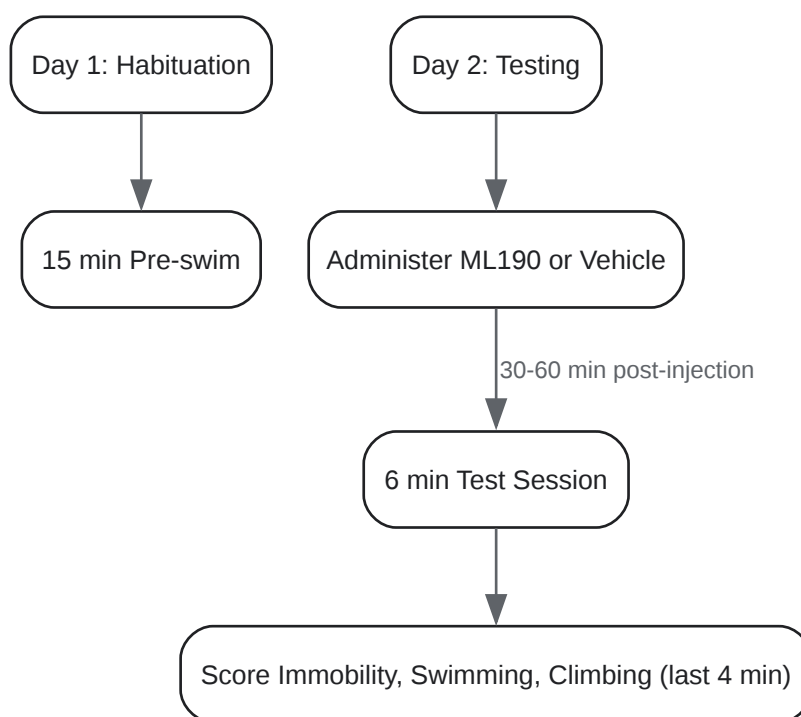 Day 1: Habituation
Day 2: Testing
15 min Pre-swim
Administer ML190 or Vehicle
30-60 min post-injection
6 min Test Session
Score Immobility, Swimming, Climbing (last 4 min)